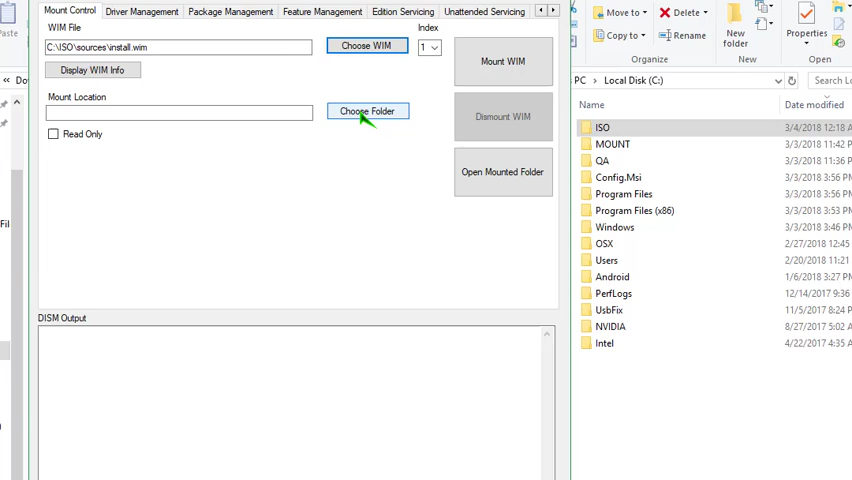 Mount Control Driver Management Package Management Feature Management Edition Servicing Unattended Servicing
WIM File
Index
C:\ISO\sources\install.wim
Choose WIM
1
Display WIM Info
Mount Location
Choose Folder
Read Only
Mount WIM
Dismount WIM
Open Mounted Folder
DISM Output
Paste
Move to
Copy to
Delete
Rename
New
folder
Properties
Organize
New
Open
PC > Local Disk (C:)
Search Loc
Name
Date modified
ISO 3/4/2018 12:18 A
MOUNT 3/3/2018 11:42 P
QA 3/3/2018 11:36 P
Config.Msi 3/3/2018 3:56 P
Program Files 3/3/2018 3:56 P
Program Files (x86) 3/3/2018 3:53 P
Windows 3/3/2018 3:46 P
OSX 2/27/2018 12:45
Users 2/20/2018 11:21
Android 1/6/2018 3:27 P
PerfLogs 12/14/2017 9:36
UsbFix 11/5/2017 8:24 P
NVIDIA 8/27/2017 5:02 A
Intel 4/22/2017 4:35 A